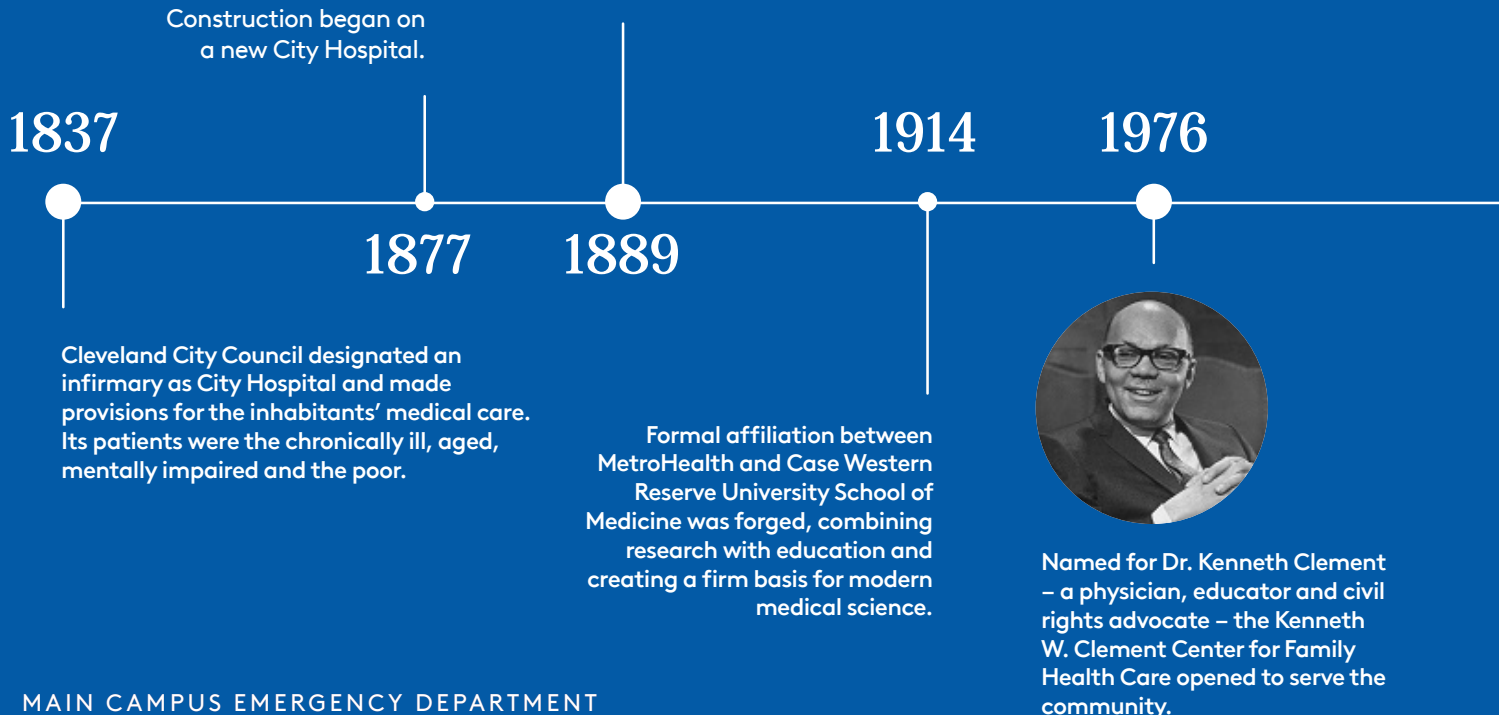 Construction began on
a new City Hospital.
1837
1914
1976
1877
1889
Cleveland City Council designated an
infirmary as City Hospital and made
provisions for the inhabitants’ medical care.
Its patients were the chronically ill, aged,
mentally impaired and the poor.
Formal affiliation between
MetroHealth and Case Western
Reserve University School of
Medicine was forged, combining
research with education and
creating a firm basis for modern
medical science.
Named for Dr. Kenneth Clement
– a physician, educator and civil
rights advocate – the Kenneth
W. Clement Center for Family
Health Care opened to serve the
community.
MAIN CAMPUS EMERGENCY DEPARTMENT